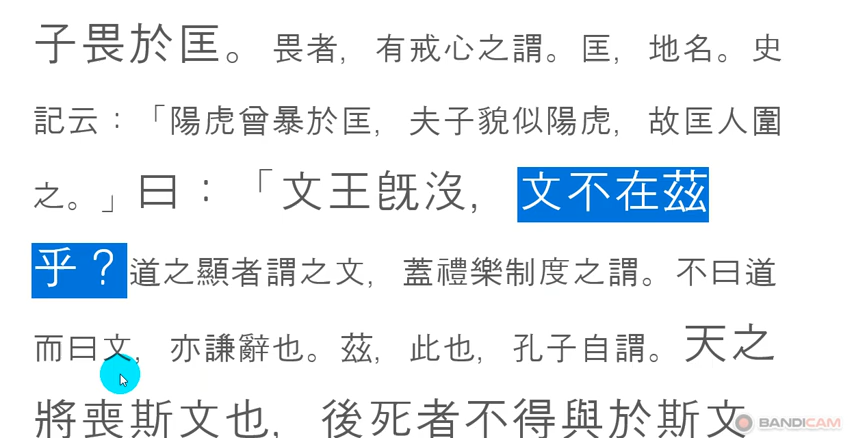 子畏於匡。畏者，有戒心之謂。匡，地名。史
記云：「陽虎曾暴於匡，夫子貌似陽虎，故匡人圍
之。」曰：「文王既沒，文不在茲
乎？道之顯者謂之文，蓋禮樂制度之謂。不曰道
而曰文，亦謙辭也。茲，此也，孔子自謂。天之
將喪斯文也，後死者不得與於斯文
BANDICAM